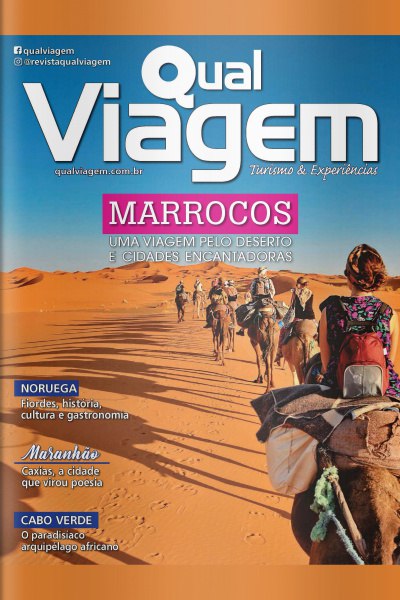 qualviagem
@revistaqualviagem
Qual
Viagem
qualviagem.com.br
Turismo & Experiências
MARROCOS
UMA VIAGEM PELO DESERTO
E CIDADES ENCANTADORAS
NORUEGA
Fiordes, história,
cultura e gastronomia
Maranhão
Caxias, a cidade
que virou poesia
CABO VERDE
O paradisíaco
arquipélago africano